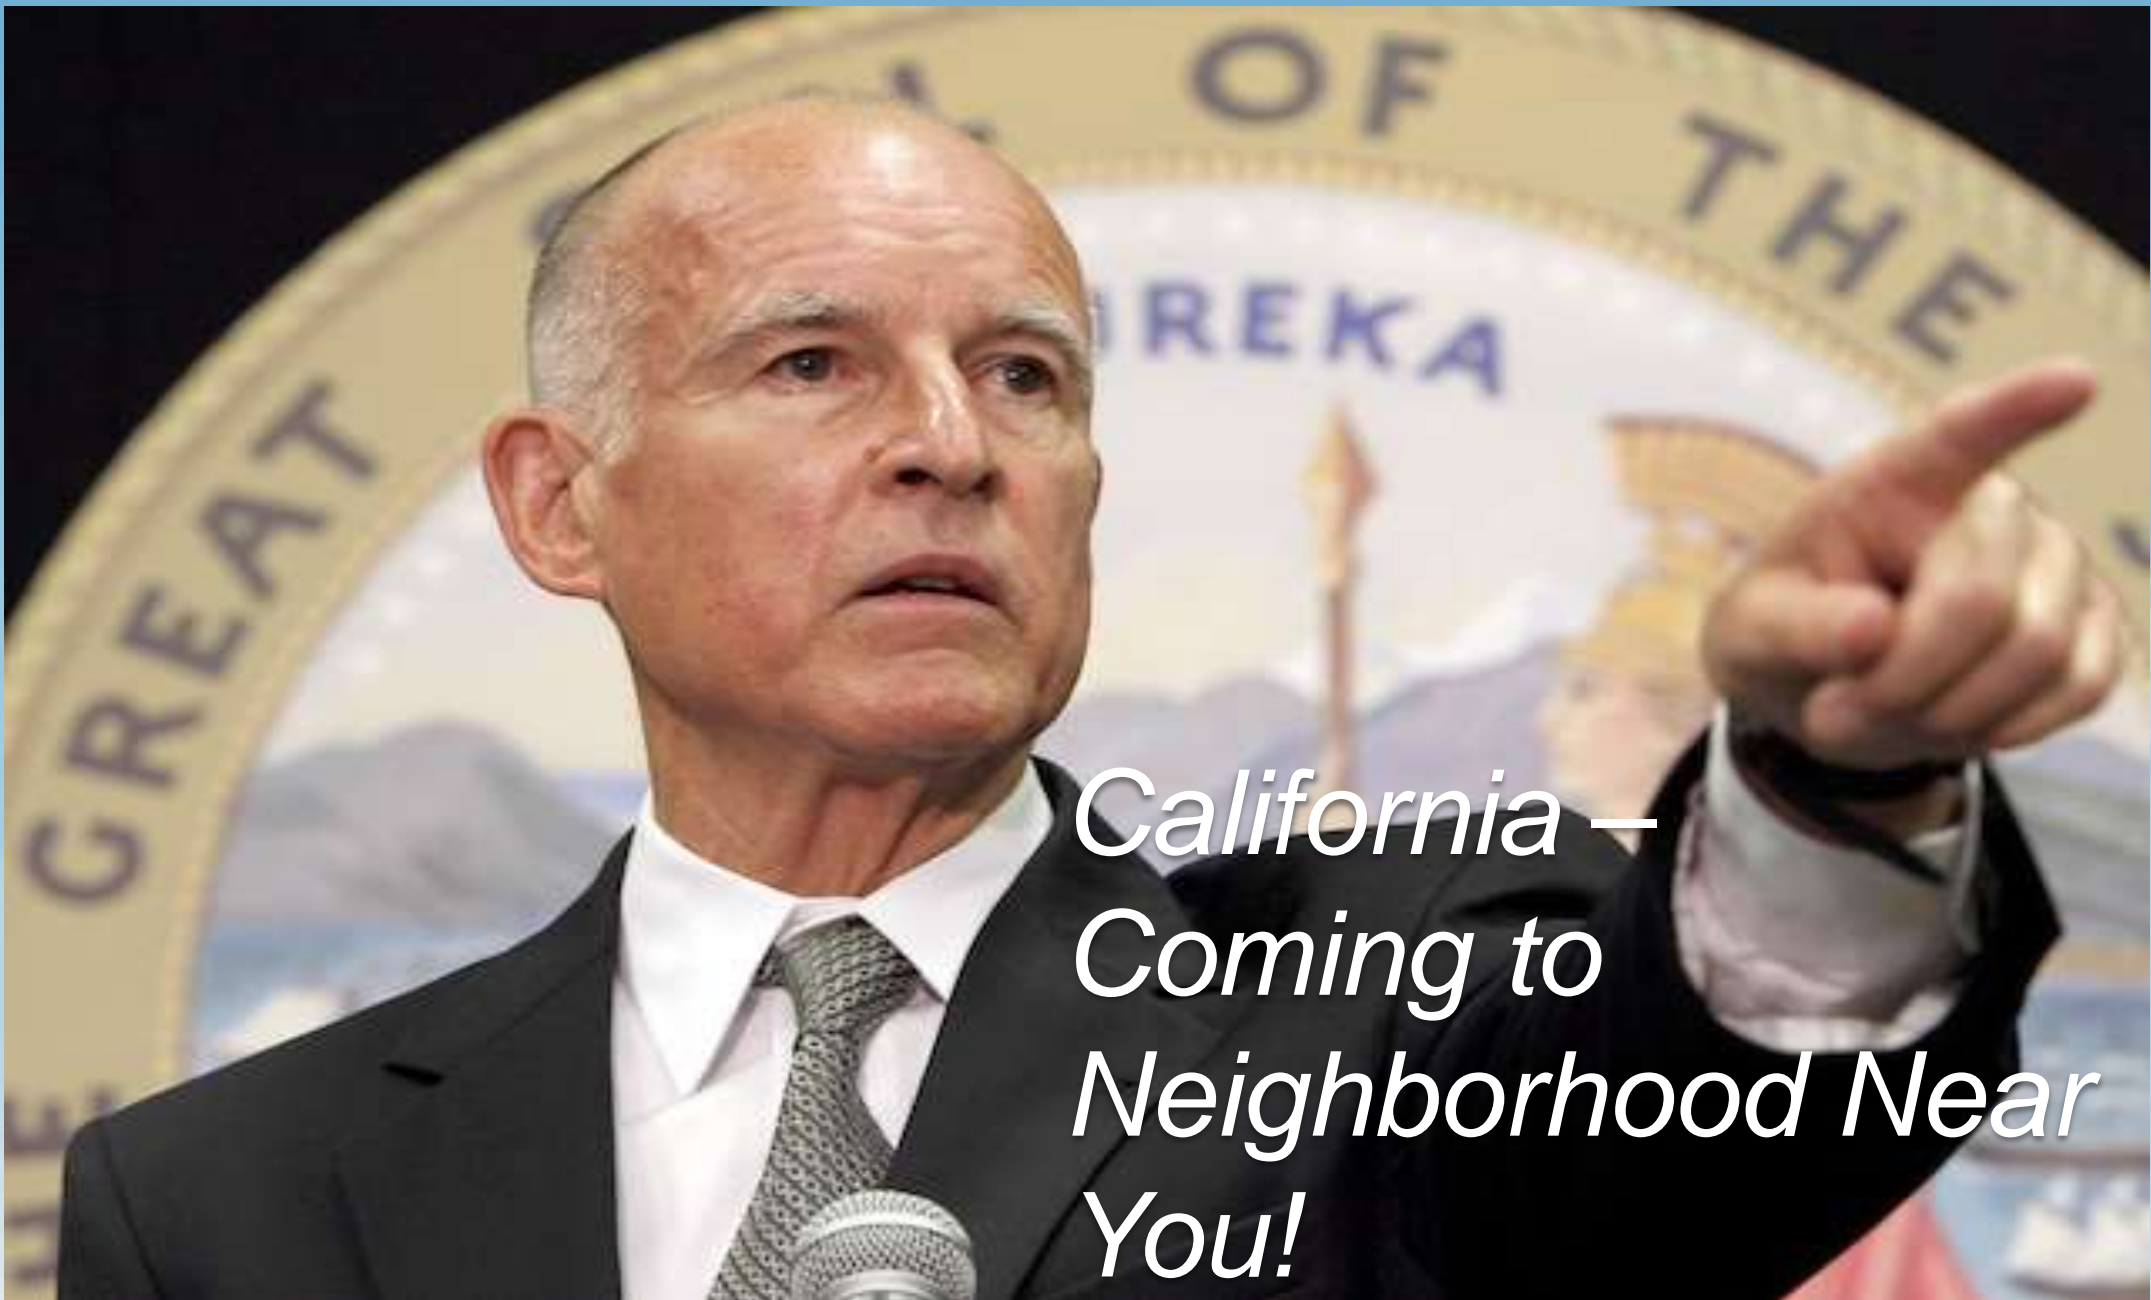 GREAT
OF THE
REKA
California –
Coming to
Neighborhood Near
You!